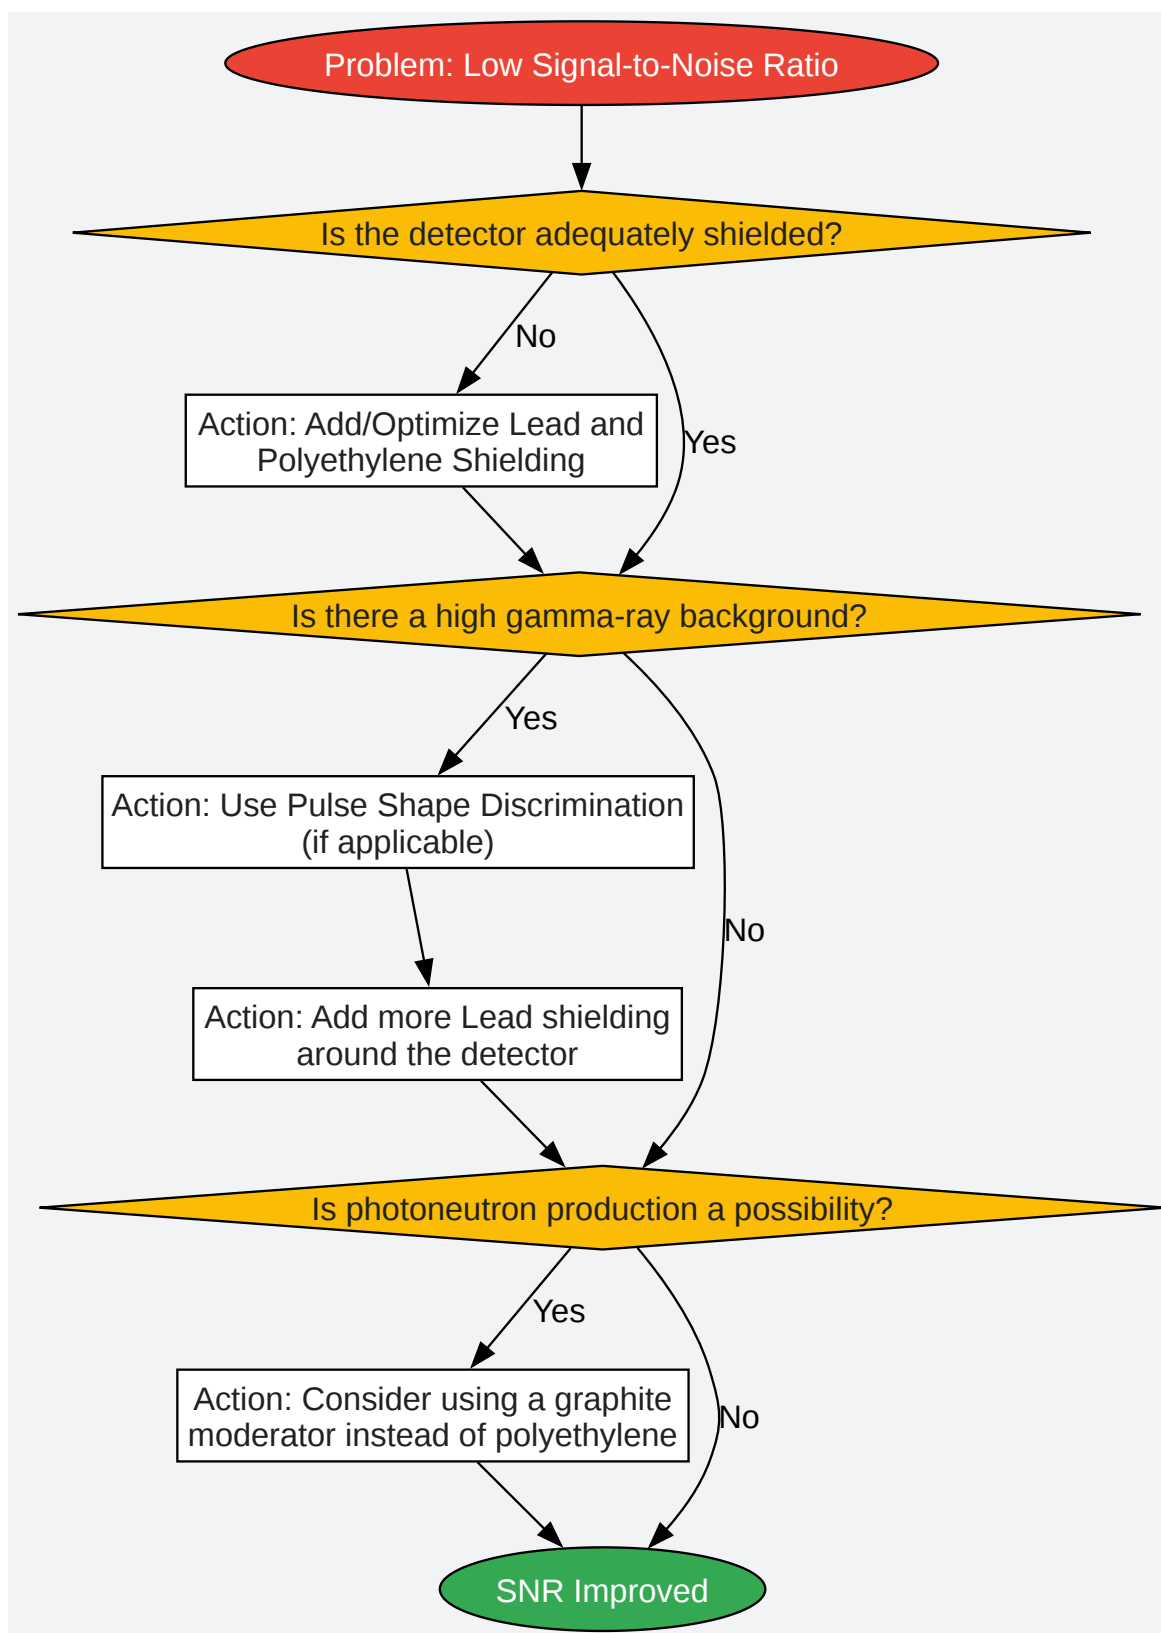 Problem: Low Signal-to-Noise Ratio
Is the detector adequately shielded?
No
Action: Add/Optimize Lead and
Polyethylene Shielding
Yes
Is there a high gamma-ray background?
Yes
Action: Use Pulse Shape Discrimination
(if applicable)
No
Action: Add more Lead shielding
around the detector
Is photoneutron production a possibility?
Yes
Action: Consider using a graphite
moderator instead of polyethylene
No
SNR Improved